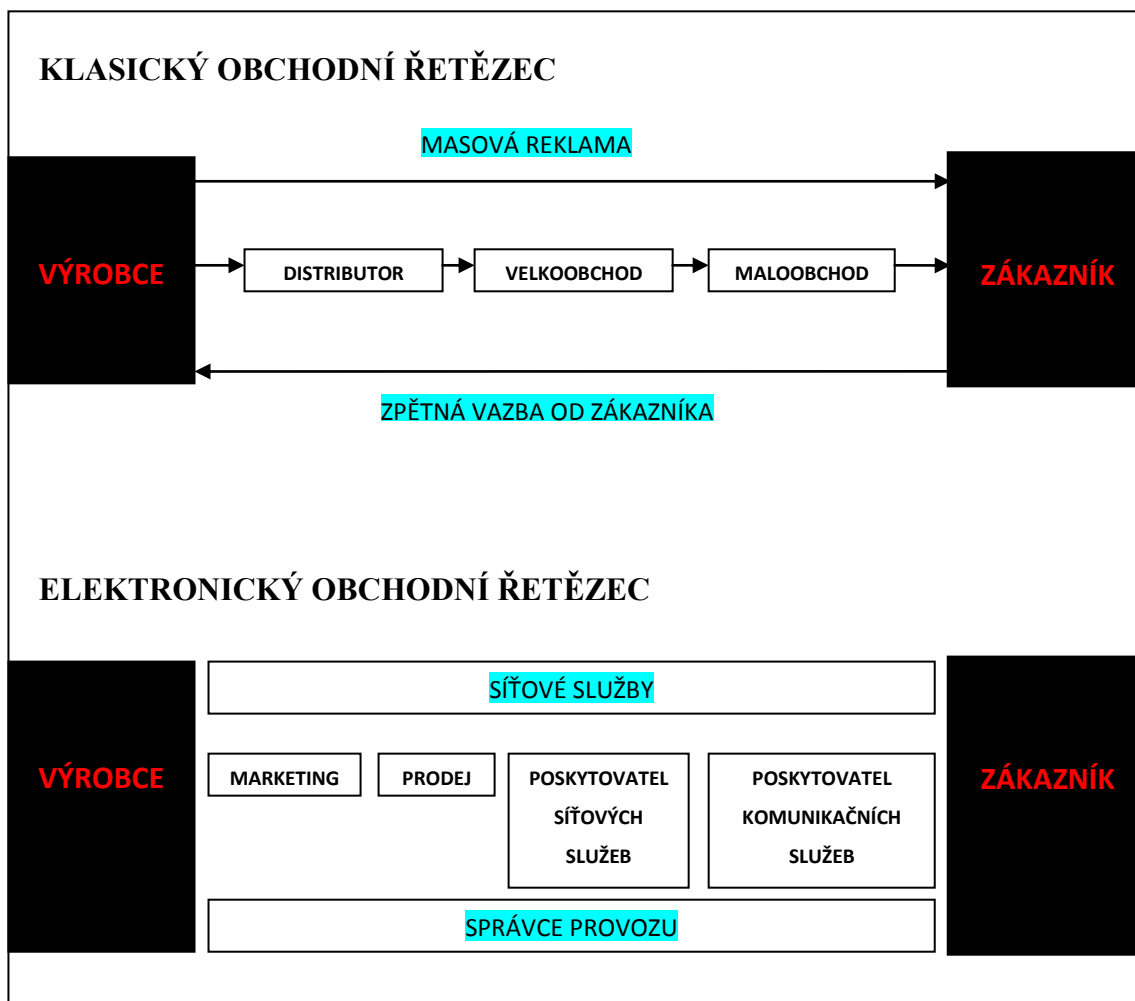 KLASICKÝ OBCHODNÍ ŘETĚZEC
MASOVÁ REKLAMA
VÝROBCE
DISTRIBUTOR
VELKOOBCHOD
MALOOBCHOD
ZÁKAZNÍK
ZPĚTNÁ VAZBA OD ZÁKAZNÍKA
ELEKTRONICKÝ OBCHODNÍ ŘETĚZEC
SÍŤOVÉ SLUŽBY
VÝROBCE
MARKETING
PRODEJ
POSKYTOVATEL
SÍŤOVÝCH
SLUŽEB
POSKYTOVATEL
KOMUNIKAČNÍCH
SLUŽEB
ZÁKAZNÍK
SPRÁVCE PROVOZU